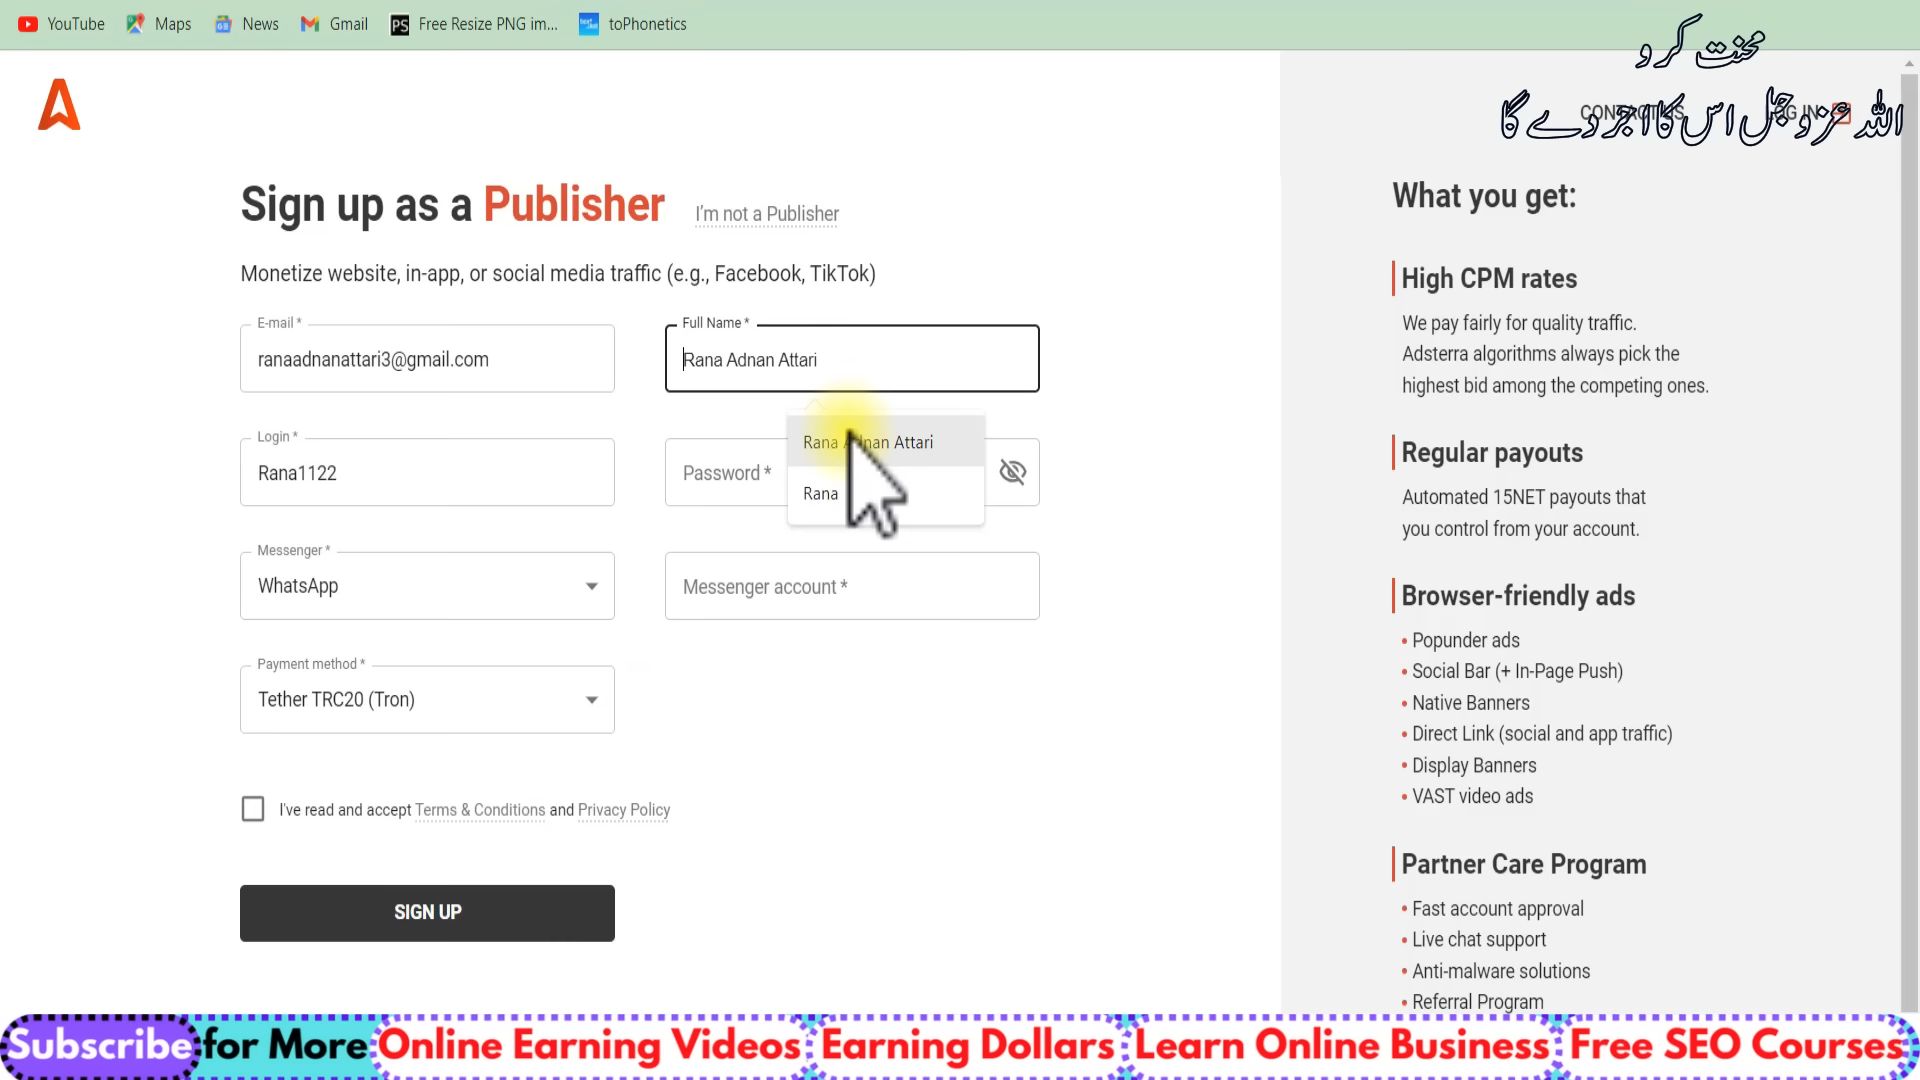 YouTube Maps News Gmail PS Free Resize PNG im... toPhonetics
محنت کرو
اللہ عزوجل اس کا اجر دے گا
CONTACT US LOG IN
Sign up as a Publisher I'm not a Publisher
Monetize website, in-app, or social media traffic (e.g., Facebook, TikTok)
E-mail *
ranaadnanattari3@gmail.com
Full Name *
Rana Adnan Attari
Rana Adnan Attari
Rana
Login *
Rana1122
Password *
Messenger *
WhatsApp
Messenger account *
Payment method *
Tether TRC20 (Tron)
I've read and accept Terms & Conditions and Privacy Policy
SIGN UP
What you get:
High CPM rates
We pay fairly for quality traffic.
Adsterra algorithms always pick the
highest bid among the competing ones.
Regular payouts
Automated 15NET payouts that
you control from your account.
Browser-friendly ads
• Popunder ads
• Social Bar (+ In-Page Push)
• Native Banners
• Direct Link (social and app traffic)
• Display Banners
• VAST video ads
Partner Care Program
• Fast account approval
• Live chat support
• Anti-malware solutions
• Referral Program
Subscribe for More Online Earning Videos Earning Dollars Learn Online Business Free SEO Courses